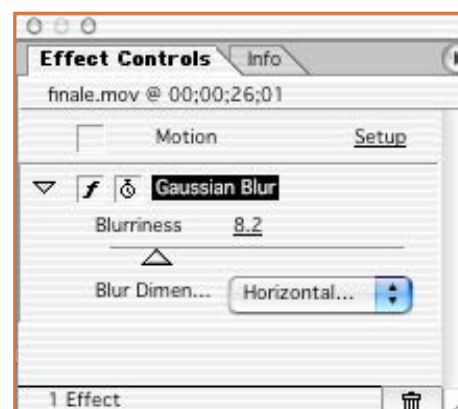 Effect Controls Info
finale.mov @ 00;00;26;01
Motion Setup
f Gaussian Blur
Blurriness 8.2
Blur Dimen... Horizontal...
1 Effect